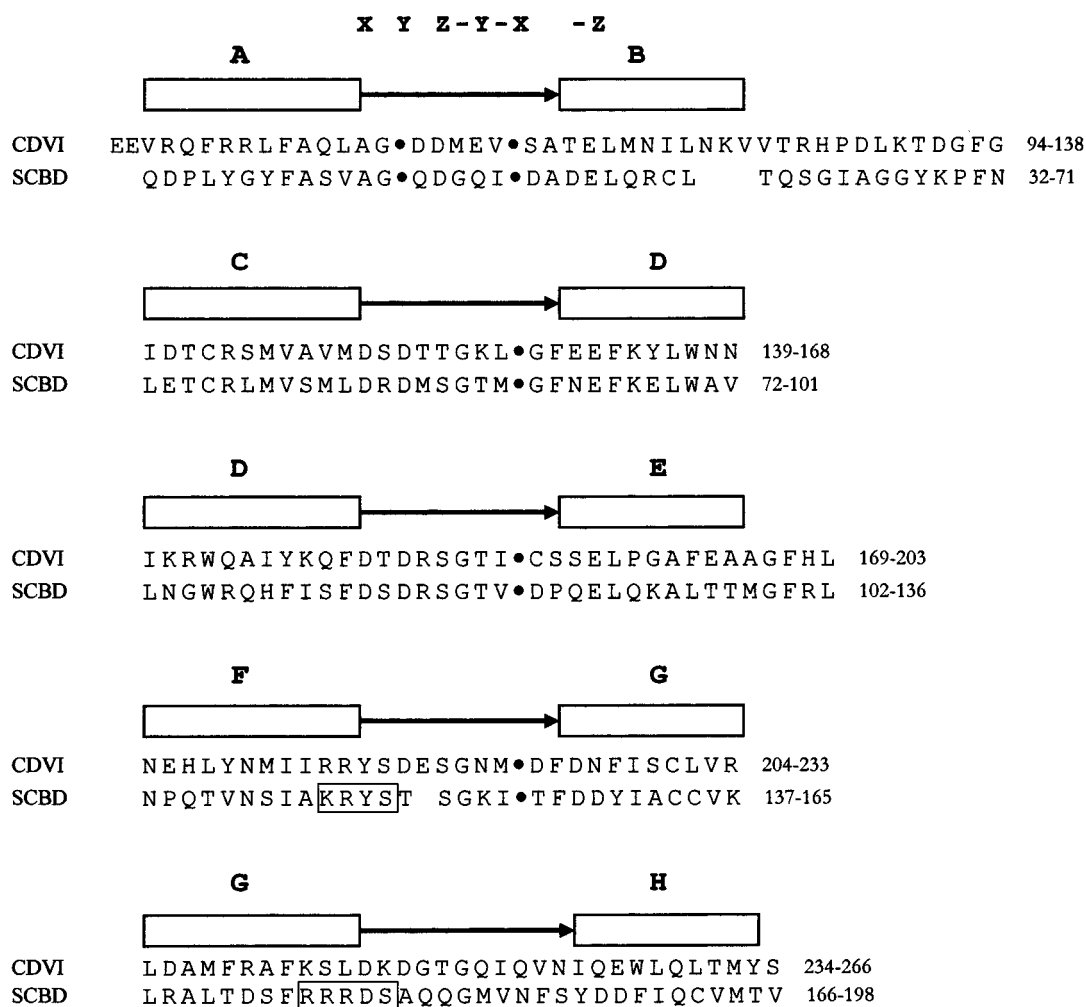 X Y Z-Y-X -Z
A B
CDVI EEVRQFRRLFAQLAG•DDMEV•SATELMNILNKVVTRHPDLKTDGFG 94-138
SCBD QDPLYGYFASVAG•QDGQI•DADELQRCL TQSGIAGGYKPFN 32-71
C D
CDVI IDTCRSMVAVMDSDTTGKL•GFEEFKYLWNN 139-168
SCBD LETCRLMVSMLDRDMSGTM•GFNEFKELWAV 72-101
D E
CDVI IKRWQAIYKQFDTDRSGTI•CSSELPGAFEAAGFHL 169-203
SCBD LNGWRQHFISFDSDRSGTV•DPQELQKALTTMGFRL 102-136
F G
CDVI NEHLYNMIIRRYSDESGNM•DFDNFISCLVR 204-233
SCBD NPQTVNSIAKRYST SGKI•TFDDYIACCVK 137-165
G H
CDVI LDAMFRAFKSLDKDGTGQIQVNIQEWLQLTMYS 234-266
SCBD LRALTDSFRRRDSAQQGMVNFSYDDFIQCVMTV 166-198